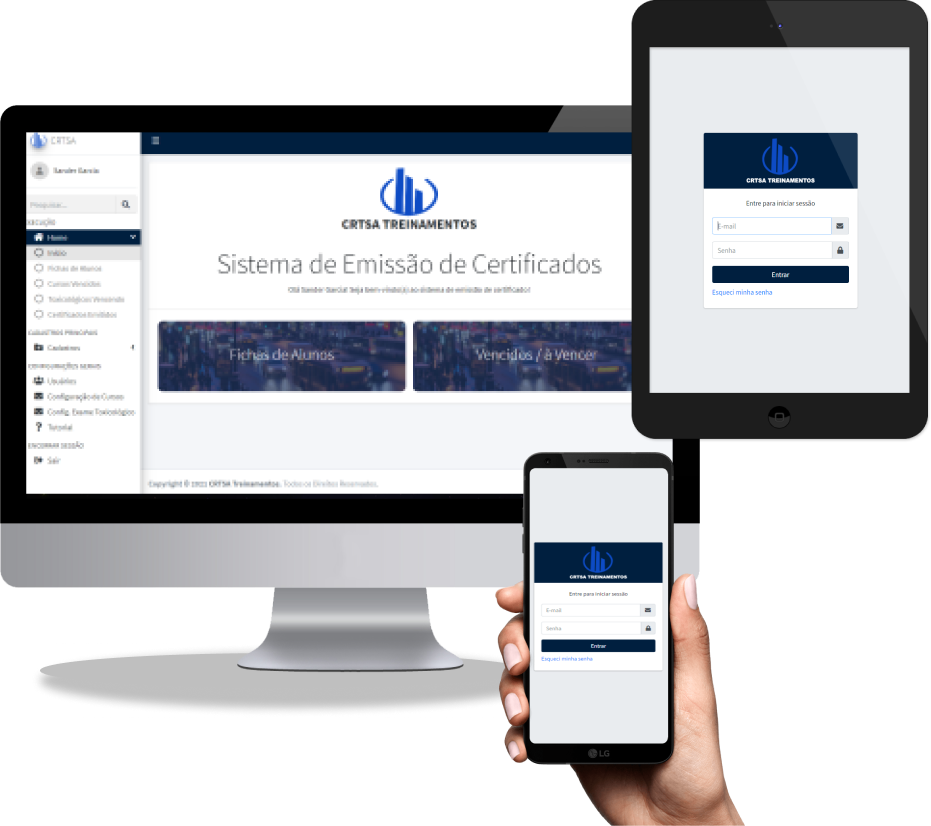 CRTSA
Sander Garcia
Pesquisar...
EXECUÇÃO
Home
Início
Fichas de Alunos
Cursos Vencidos
Toxicológicos Vencendo
Certificados Emitidos
CADASTROS PRINCIPAIS
Cadastros
CONFIGURAÇÕES GERAIS
Usuários
Configuração de Cursos
Config. Exame Toxicológico
Tutorial
ENCERRAR SESSÃO
Sair
CRTSA TREINAMENTOS
Sistema de Emissão de Certificados
Olá Sander Garcia! Seja bem-vindo(a) ao sistema de emissão de certificado!
Fichas de Alunos
Vencidos / à Vencer
Copyright © 2021 CRTSA Treinamentos. Todos os Direitos Reservados.
CRTSA TREINAMENTOS
Entre para iniciar sessão
E-mail
Senha
Entrar
Esqueci minha senha
CRTSA TREINAMENTOS
Entre para iniciar sessão
E-mail
Senha
Entrar
Esqueci minha senha
LG